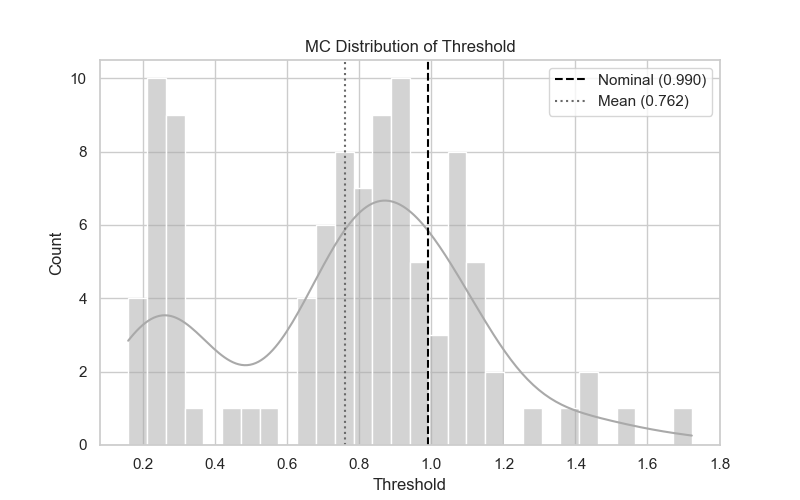 MC Distribution of Threshold
Nominal (0.990)
Mean (0.762)
Count
10
8
6
4
2
0
0.2 0.4 0.6 0.8 1.0 1.2 1.4 1.6 1.8
Threshold